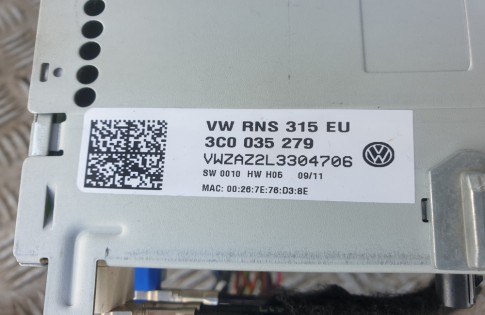 VW RNS 315 EU
3C0 035 279
VWZAZ2L3304706
SW 0010 HW H06 09/11
MAC: 00:26:7E:76:D3:8E